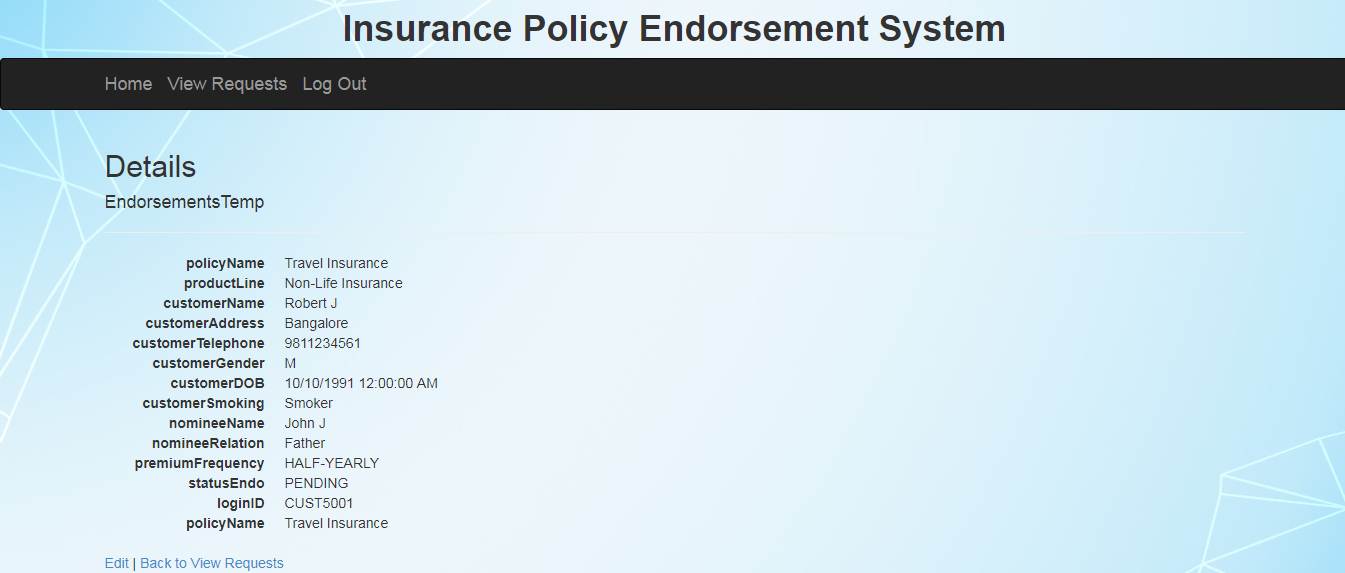 Insurance Policy Endorsement System
Home View Requests Log Out
Details
EndorsementsTemp
policyName Travel Insurance
productLine Non-Life Insurance
customerName Robert J
customerAddress Bangalore
customerTelephone 9811234561
customerGender M
customerDOB 10/10/1991 12:00:00 AM
customerSmoking Smoker
nomineeName John J
nomineeRelation Father
premiumFrequency HALF-YEARLY
statusEndo PENDING
loginID CUST5001
policyName Travel Insurance
Edit | Back to View Requests